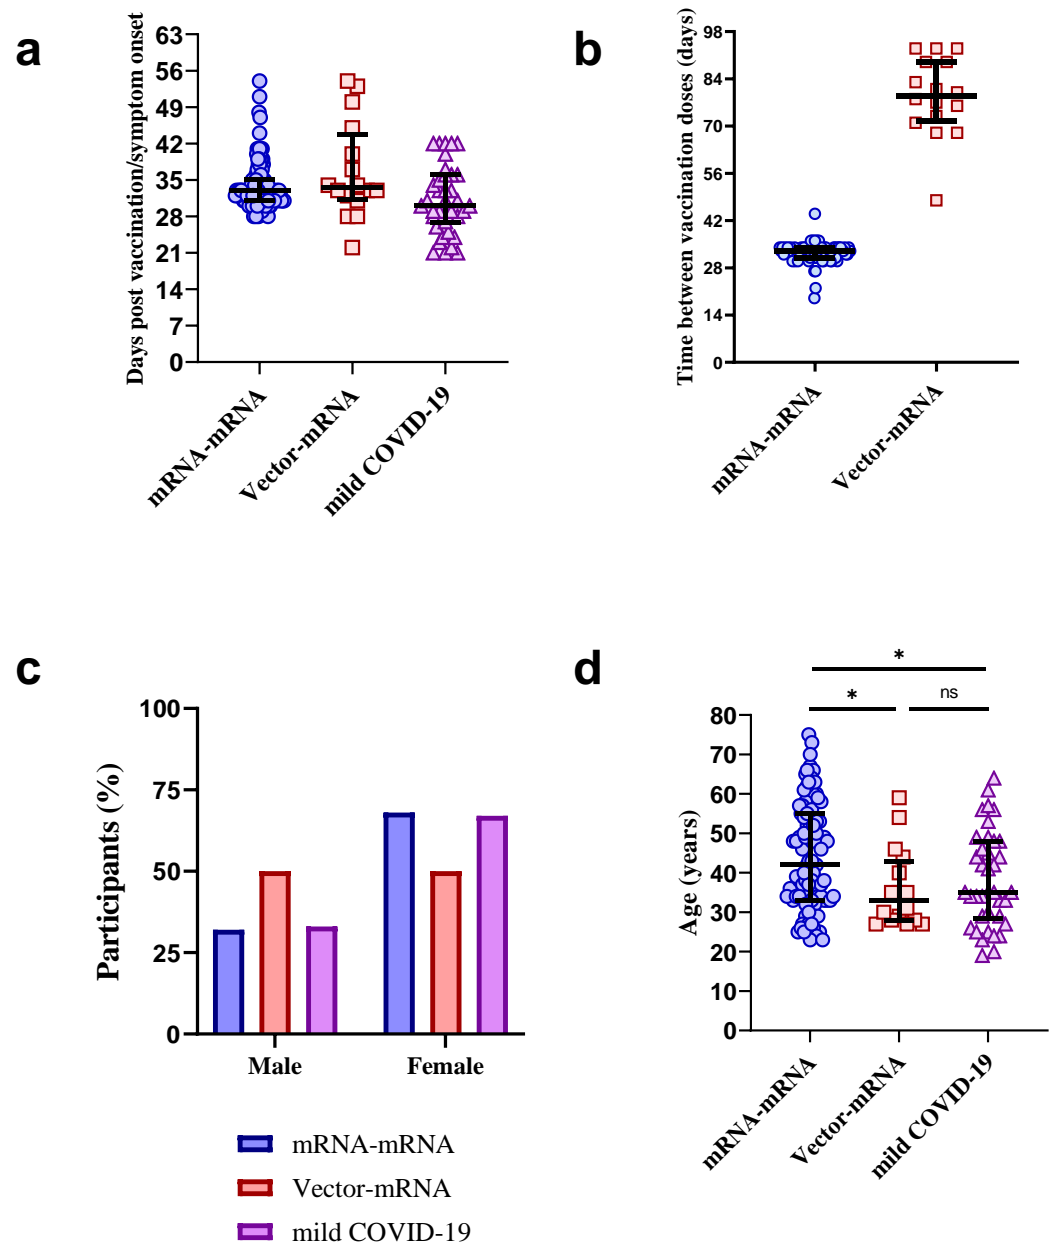 a
Days post vaccination/symptom onset
63
56
49
42
35
28
21
14
7
0
mRNA-mRNA
Vector-mRNA
mild COVID-19
b
Time between vaccination doses (days)
98
84
70
56
42
28
14
0
mRNA-mRNA
Vector-mRNA
c
Participants (%)
100
75
50
25
0
Male
Female
mRNA-mRNA
Vector-mRNA
mild COVID-19
d
*
*
ns
Age (years)
80
70
60
50
40
30
20
10
0
mRNA-mRNA
Vector-mRNA
mild COVID-19